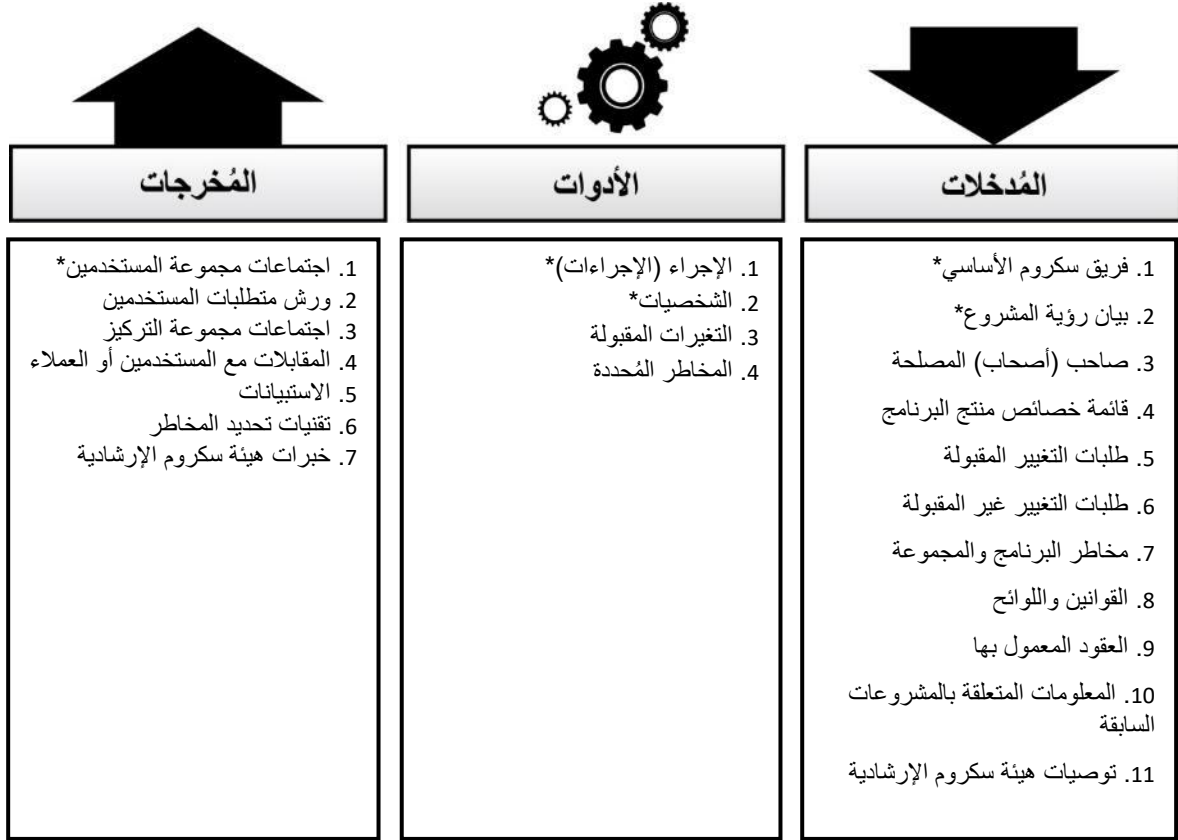 المُدخلات
1. فريق سكروم الأساسي*
2. بيان رؤية المشروع*
3. صاحب (أصحاب) المصلحة
4. قائمة خصائص منتج البرنامج
5. طلبات التغيير المقبولة
6. طلبات التغيير غير المقبولة
7. مخاطر البرنامج والمجموعة
8. القوانين واللوائح
9. العقود المعمول بها
10. المعلومات المتعلقة بالمشروعات
السابقة
11. توصيات هيئة سكروم الإرشادية
الأدوات
1. الإجراء (الإجراءات)*
2. الشخصيات*
3. التغيرات المقبولة
4. المخاطر المُحددة
المُخرجات
1. اجتماعات مجموعة المستخدمين*
2. ورش متطلبات المستخدمين
3. اجتماعات مجموعة التركيز
4. المقابلات مع المستخدمين أو العملاء
5. الاستبيانات
6. تقنيات تحديد المخاطر
7. خبرات هيئة سكروم الإرشادية